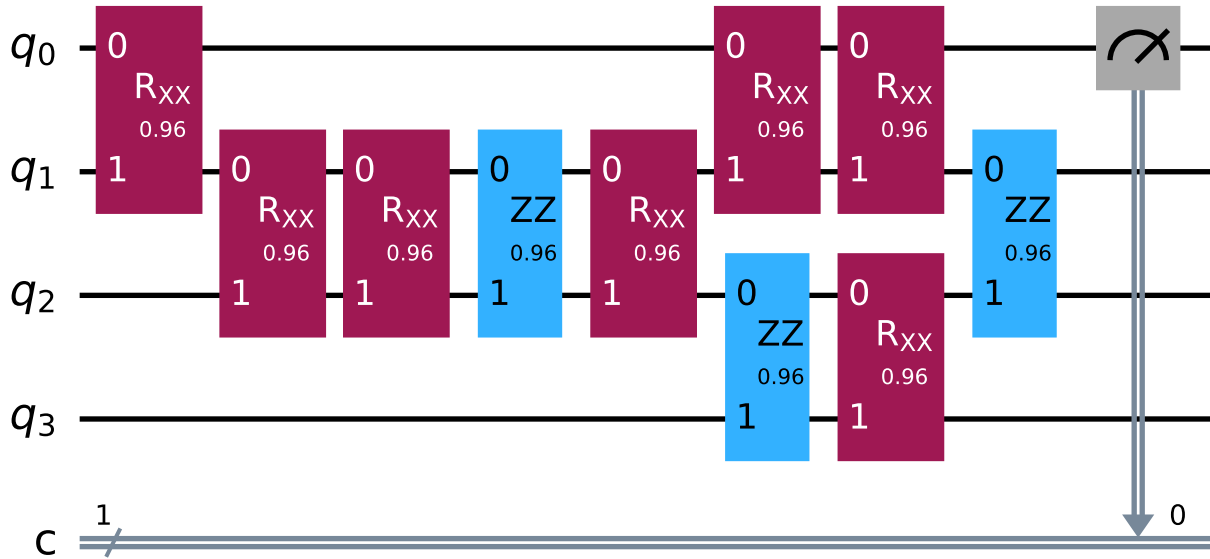 q0 0 0 0
RXX RXX RXX
0.96 0.96 0.96
q1 1 0 0 0 0 1 1 0
RXX RXX ZZ RXX ZZ
0.96 0.96 0.96 0.96 0.96
q2 1 1 1 1 0 0 1
ZZ RXX
0.96 0.96
q3 1 1
1 0
c